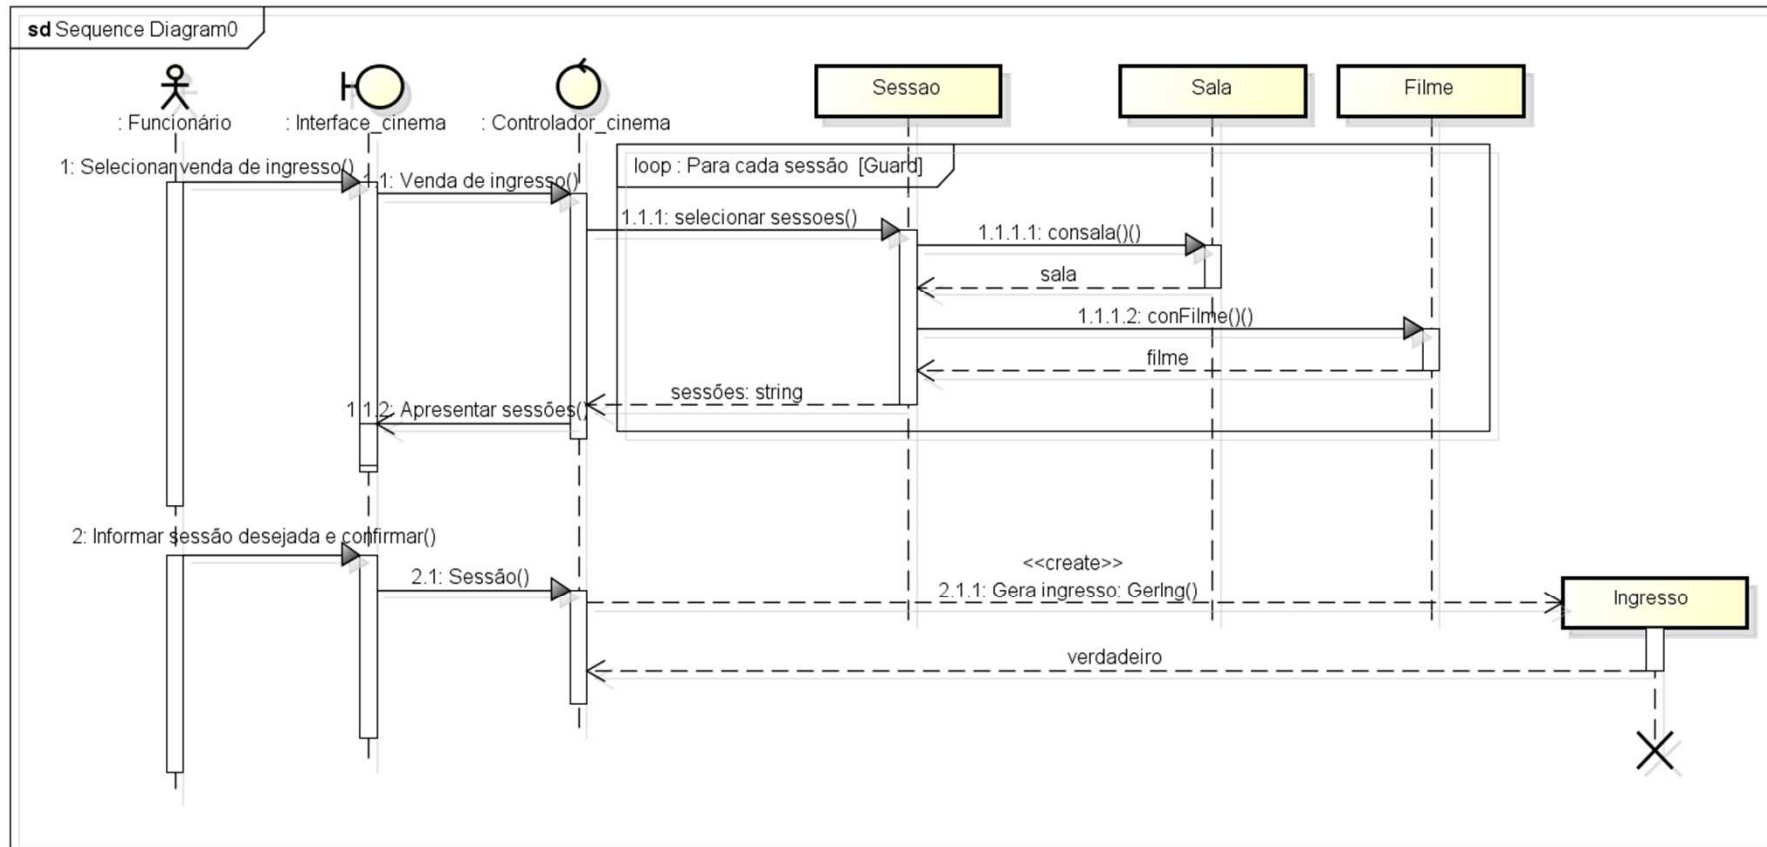 sd Sequence Diagram0
: Funcionário
: Interface_cinema
: Controlador_cinema
Sessao
Sala
Filme
loop : Para cada sessão [Guard]
1: Selecionar venda de ingresso()
1.1: Venda de ingresso()
1.1.1: selecionar sessoes()
1.1.1.1: consala()()
sala
1.1.1.2: conFilme()()
filme
sessões: string
1.1.2: Apresentar sessões()
2: Informar sessão desejada e confirmar()
2.1: Sessão()
<<create>>
2.1.1: Gera ingresso: GerIng()
Ingresso
verdadeiro